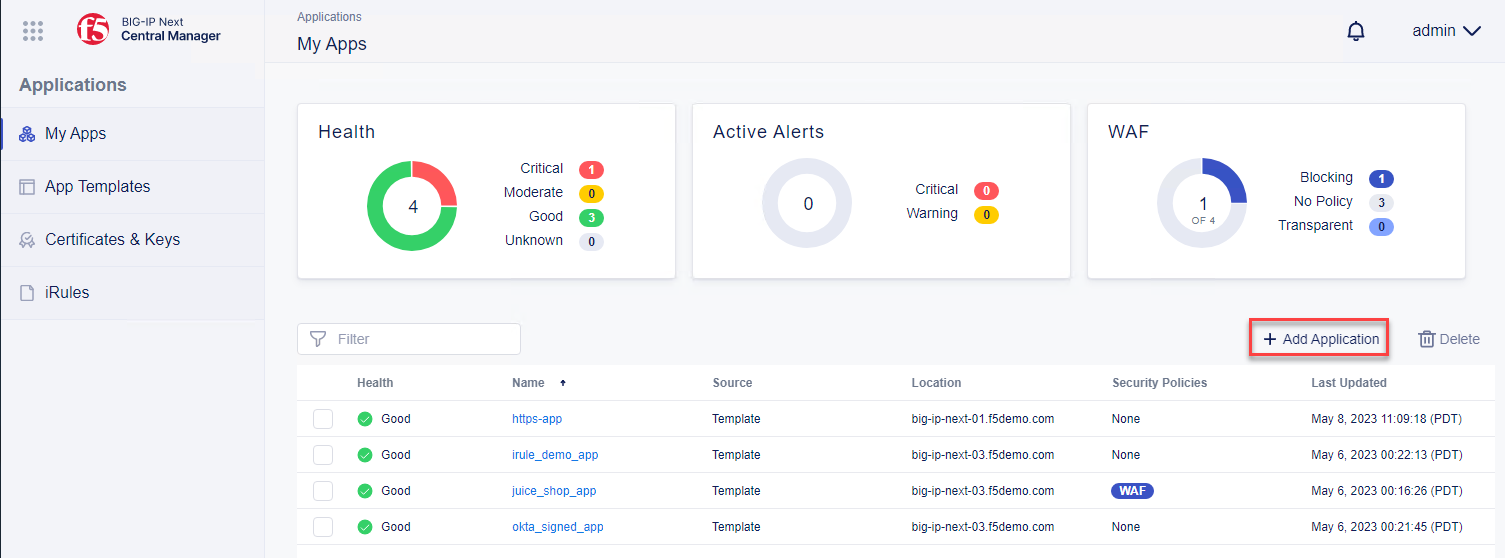 f5
BIG-IP Next
Central Manager
Applications
My Apps
admin
Applications
My Apps
App Templates
Certificates & Keys
iRules
Health
4
Critical 1
Moderate 0
Good 3
Unknown 0
Active Alerts
0
Critical 0
Warning 0
WAF
1
OF 4
Blocking 1
No Policy 3
Transparent 0
Filter
+ Add Application
Delete
Health Name Source Location Security Policies Last Updated
Good https-app Template big-ip-next-01.f5demo.com None May 8, 2023 11:09:18 (PDT)
Good irule_demo_app Template big-ip-next-03.f5demo.com None May 6, 2023 00:22:13 (PDT)
Good juice_shop_app Template big-ip-next-03.f5demo.com WAF May 6, 2023 00:16:26 (PDT)
Good okta_signed_app Template big-ip-next-03.f5demo.com None May 6, 2023 00:21:45 (PDT)